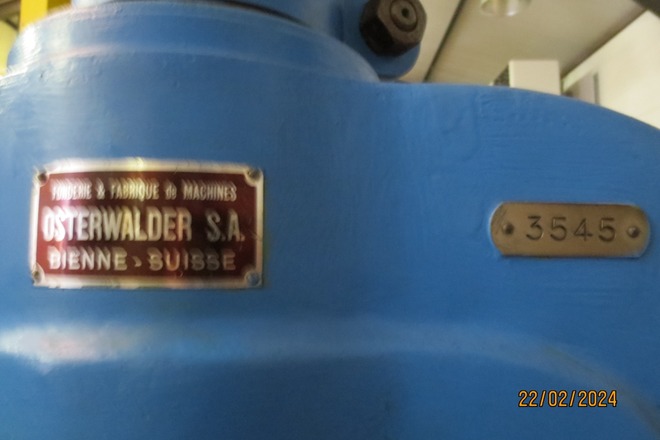 FONDERIE & FABRIQUE de MACHINES
OSTERWALDER S.A.
BIENNE - SUISSE
3545
22/02/2024